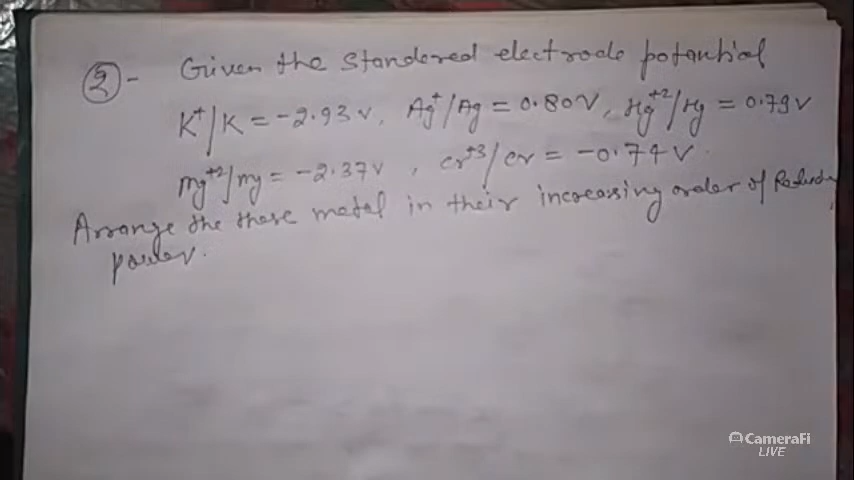 2 - Given the standered electrode potential
K⁺/K = -2.93 V, Ag⁺/Ag = 0.80 V, Hg⁺²/Hg = 0.79 V
mg⁺²/mg = -2.37 V , cr⁺³/cr = -0.74 V.
Arrange the these metal in their increasing order of Reducing
power.
CameraFi
LIVE